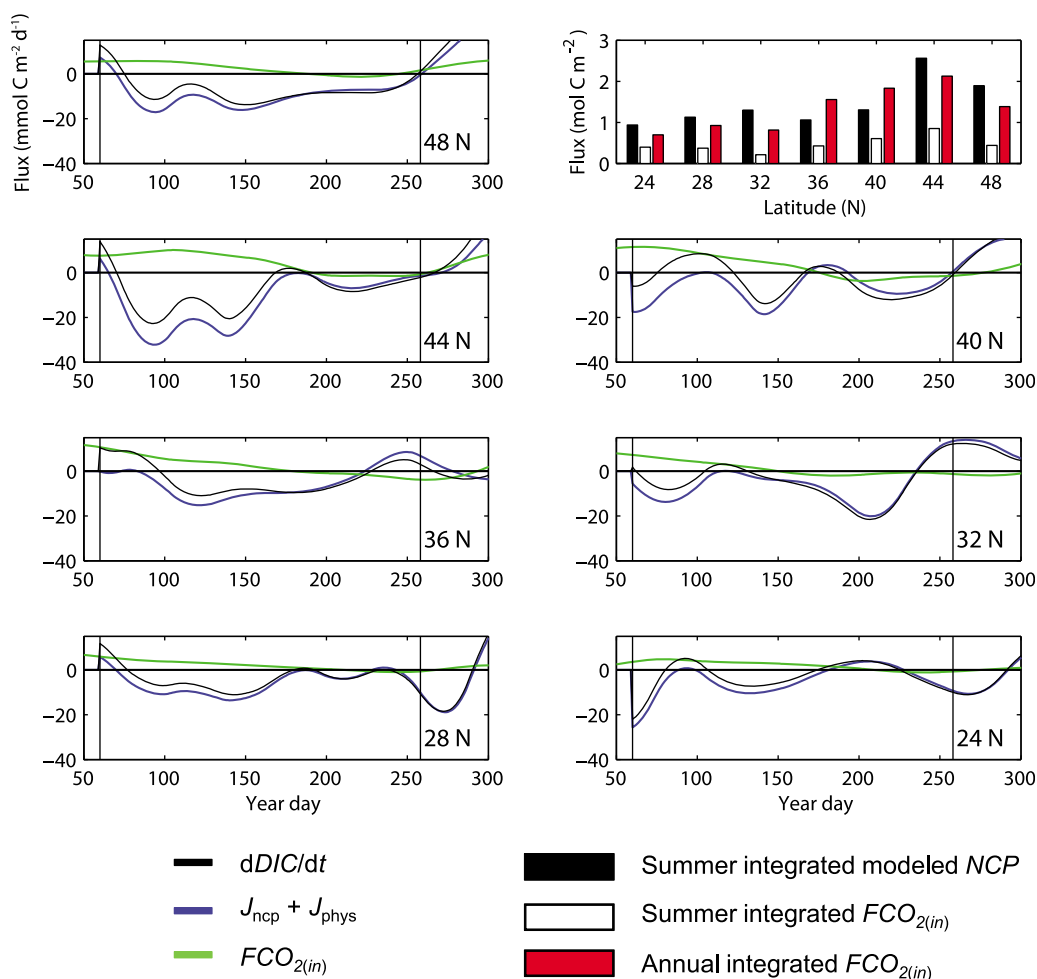 Flux (mmol C m⁻² d⁻¹)
0
−20
−40
48 N
50 100 150 200 250 300
Flux (mol C m⁻²)
3
2
1
0
24 28 32 36 40 44 48
Latitude (N)
0
−20
−40
44 N
50 100 150 200 250 300
0
−20
−40
40 N
50 100 150 200 250 300
0
−20
−40
36 N
50 100 150 200 250 300
0
−20
−40
32 N
50 100 150 200 250 300
0
−20
−40
28 N
50 100 150 200 250 300
Year day
0
−20
−40
24 N
50 100 150 200 250 300
Year day
dDIC/dt
Jncp + Jphys
FCO2(in)
Summer integrated modeled NCP
Summer integrated FCO2(in)
Annual integrated FCO2(in)